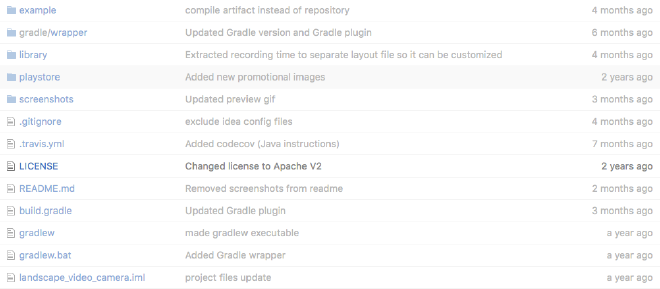 example compile artifact instead of repository 4 months ago
gradle/wrapper Updated Gradle version and Gradle plugin 6 months ago
library Extracted recording time to separate layout file so it can be customized 4 months ago
playstore Added new promotional images 2 years ago
screenshots Updated preview gif 3 months ago
.gitignore exclude idea config files 4 months ago
.travis.yml Added codecov (Java instructions) 7 months ago
LICENSE Changed license to Apache V2 2 years ago
README.md Removed screenshots from readme 2 months ago
build.gradle Updated Gradle plugin 3 months ago
gradlew made gradlew executable a year ago
gradlew.bat Added Gradle wrapper a year ago
landscape_video_camera.iml project files update a year ago